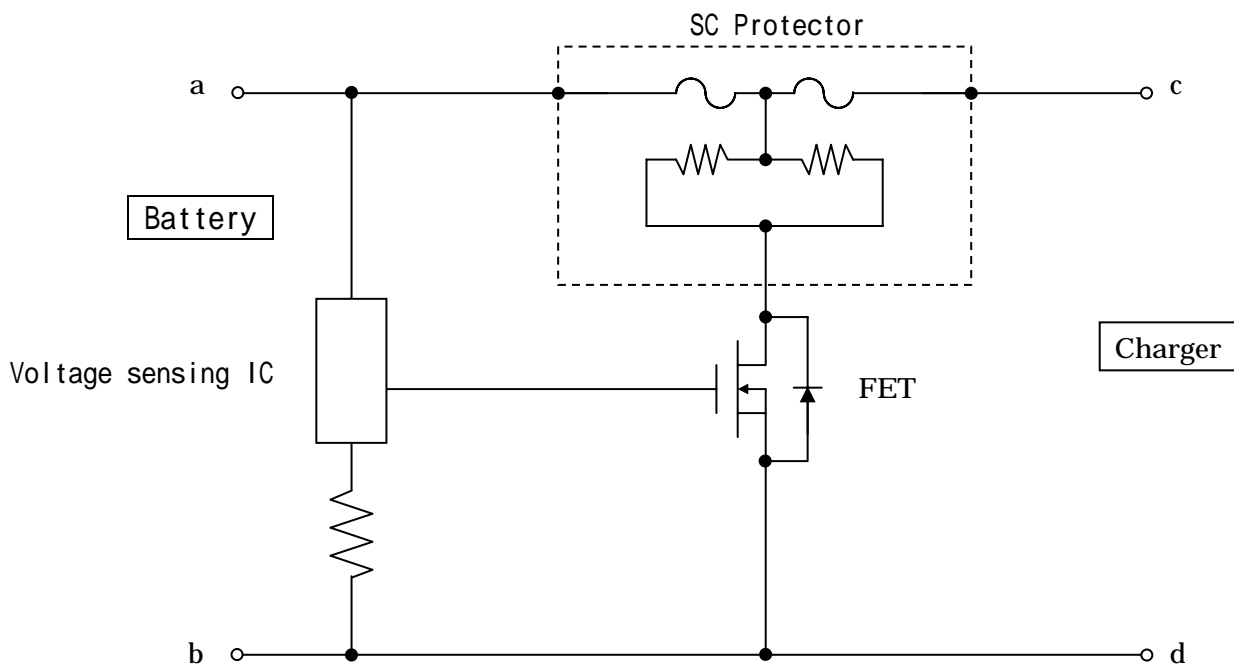 SC Protector
a
c
Battery
Charger
Voltage sensing IC
FET
b
d